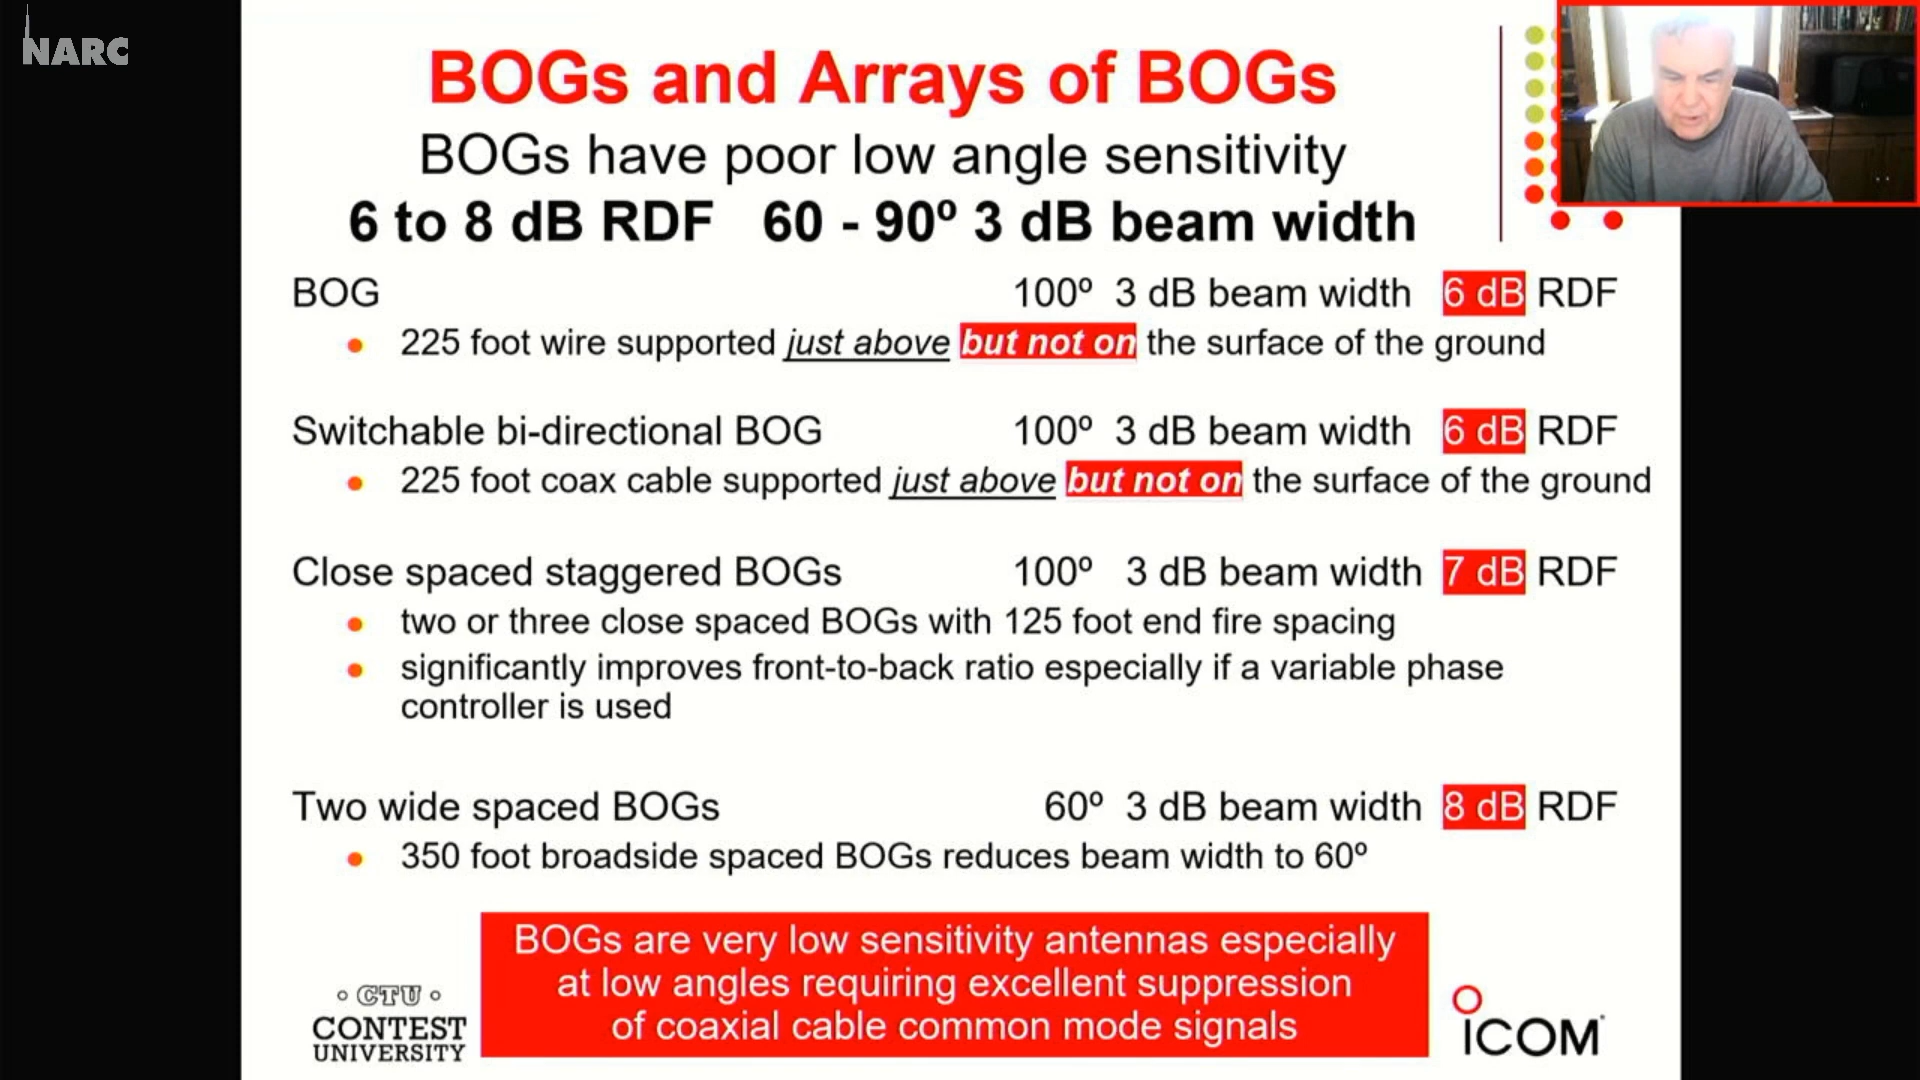 NARC
BOGs and Arrays of BOGs
BOGs have poor low angle sensitivity
6 to 8 dB RDF 60 - 90º 3 dB beam width
BOG 100º 3 dB beam width 6 dB RDF
• 225 foot wire supported just above but not on the surface of the ground
Switchable bi-directional BOG 100º 3 dB beam width 6 dB RDF
• 225 foot coax cable supported just above but not on the surface of the ground
Close spaced staggered BOGs 100º 3 dB beam width 7 dB RDF
• two or three close spaced BOGs with 125 foot end fire spacing
• significantly improves front-to-back ratio especially if a variable phase
controller is used
Two wide spaced BOGs 60º 3 dB beam width 8 dB RDF
• 350 foot broadside spaced BOGs reduces beam width to 60º
BOGs are very low sensitivity antennas especially
at low angles requiring excellent suppression
of coaxial cable common mode signals
CTU
CONTEST
UNIVERSITY
ICOM